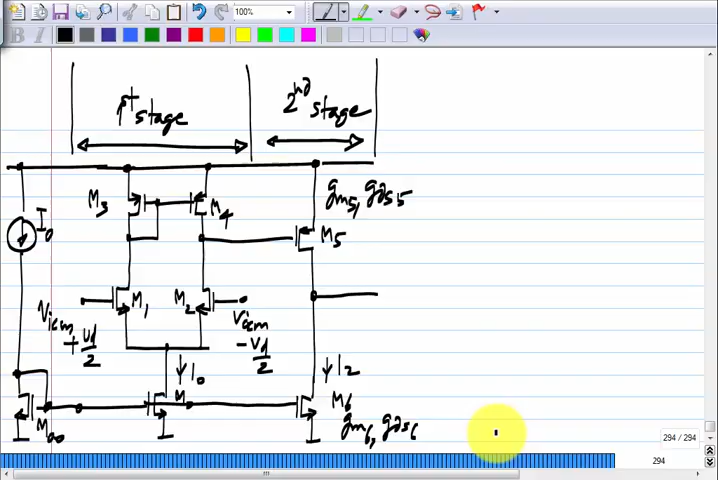 100%
B I
1st stage
2nd stage
gm5, gds5
M3
M4
M5
I0
Vicm + vd/2
M1
M2
Vicm - vd/2
I0
I2
M00
M6
gm6, gds6
294 / 294
294